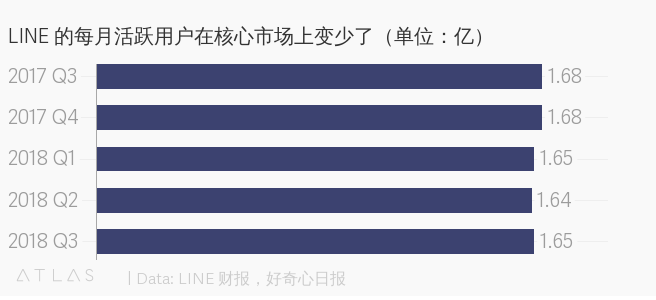 LINE 的每月活跃用户在核心市场上变少了（单位：亿）
2017 Q3 1.68
2017 Q4 1.68
2018 Q1 1.65
2018 Q2 1.64
2018 Q3 1.65
ATLAS | Data: LINE 财报，好奇心日报